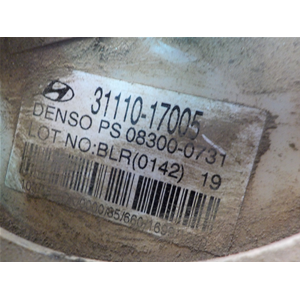 31110-17005
DENSO PS 08300-0731
LOT NO:BLR(0142) 19